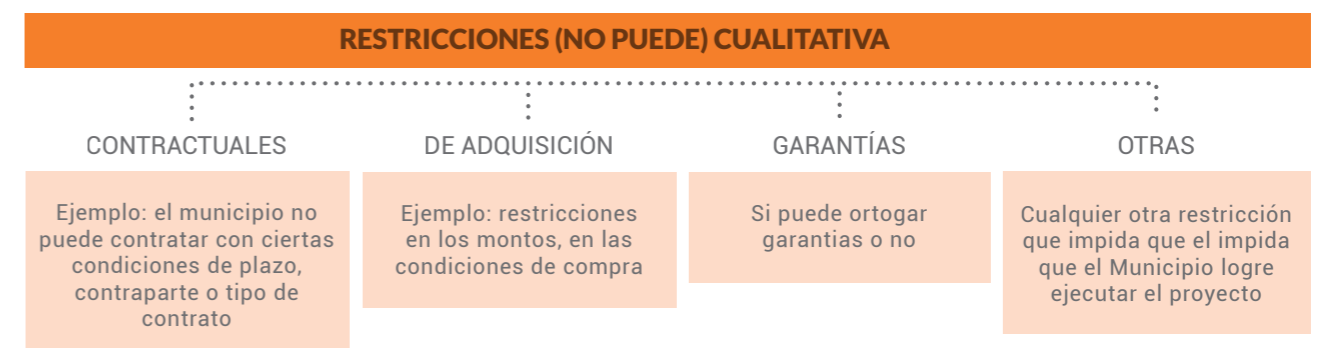 RESTRICCIONES (NO PUEDE) CUALITATIVA
CONTRACTUALES
Ejemplo: el municipio no
puede contratar con ciertas
condiciones de plazo,
contraparte o tipo de
contrato
DE ADQUISICIÓN
Ejemplo: restricciones
en los montos, en las
condiciones de compra
GARANTÍAS
Si puede ortogar
garantias o no
OTRAS
Cualquier otra restricción
que impida que el impida
que el Municipio logre
ejecutar el proyecto